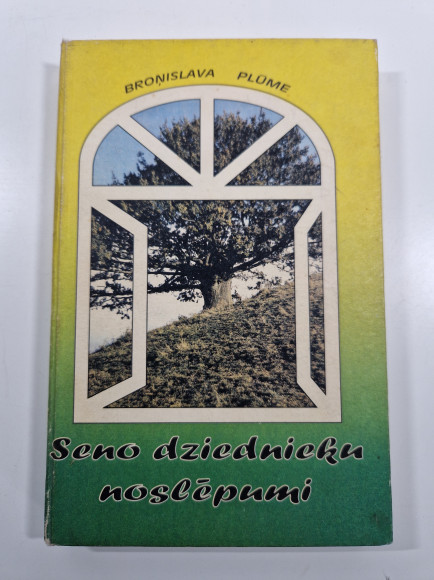 BROŅISLAVA PLŪME
Seno dziednieku
noslēpumi